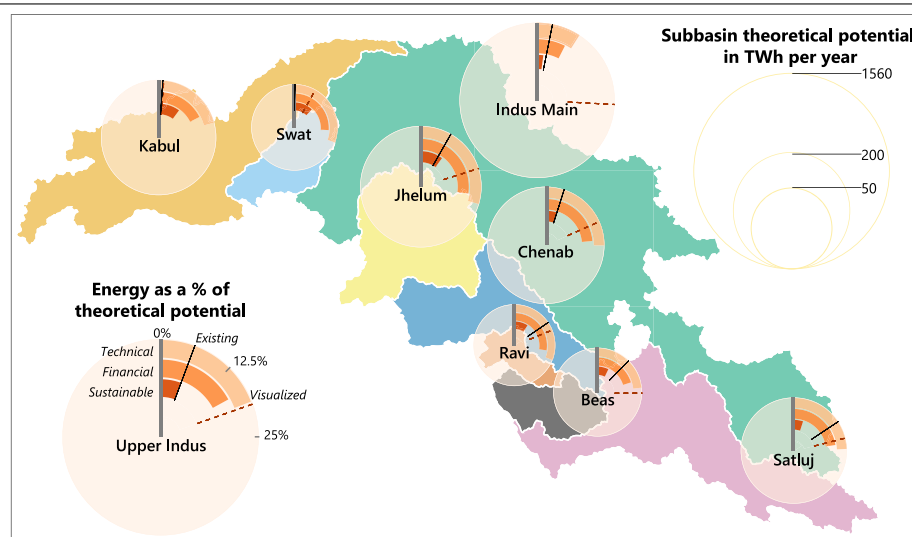 Subbasin theoretical potential
in TWh per year
1560
200
50
Indus Main
Kabul
Swat
Jhelum
Chenab
Ravi
Beas
Satluj
Energy as a % of
theoretical potential
0%
Existing
Technical
12.5%
Financial
Sustainable
Visualized
25%
Upper Indus